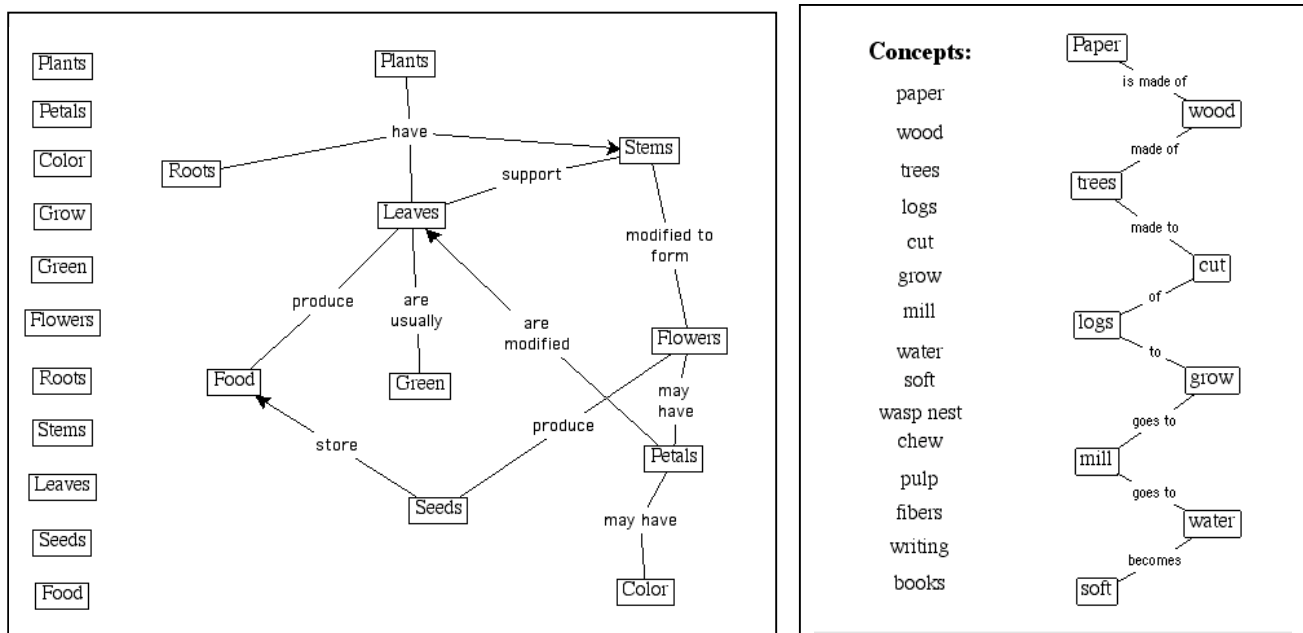 Plants
Petals
Color
Grow
Green
Flowers
Roots
Stems
Leaves
Seeds
Food
Plants
have
Roots
Stems
support
Leaves
modified to
form
produce
are
usually
are
modified
Flowers
Food
Green
may
have
produce
store
Petals
Seeds
may have
Color
Concepts:
paper
wood
trees
logs
cut
grow
mill
water
soft
wasp nest
chew
pulp
fibers
writing
books
Paper
is made of
wood
made of
trees
made to
cut
of
logs
to
grow
goes to
mill
goes to
water
becomes
soft